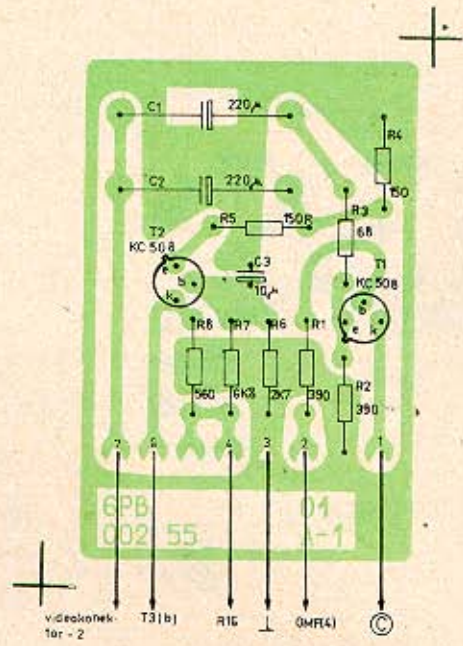 C1 220µ
R4
150
C2 220µ
R3
68
R5 150R
T2
KC 508
e
b
k
C3
10µ
T1
KC508
b
e k
R8 R7 R6 R1
560 6K8 2K7 390
R2
390
7 6 4 3 2 1
6PB 01
002 55 A-1
videokonek-
tor - 2
T3(b) R16 ⊥ OMF(4) ©